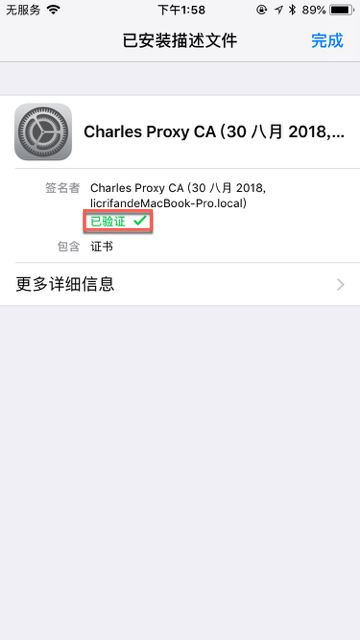 无服务 下午1:58 89%
已安装描述文件 完成
Charles Proxy CA (30 八月 2018,...
签名者 Charles Proxy CA (30 八月 2018,
licrifandeMacBook-Pro.local)
已验证
包含 证书
更多详细信息